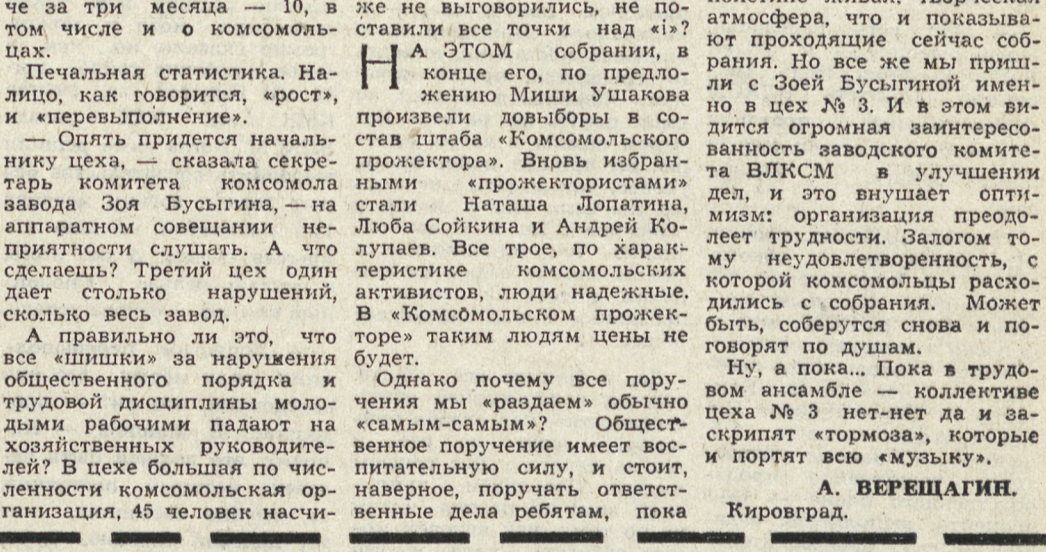 че за три месяца — 10, в
том числе и о комсомоль-
цах.
Печальная статистика. На-
лицо, как говорится, «рост»,
и «перевыполнение».
— Опять придется началь-
нику цеха, — сказала секре-
тарь комитета комсомола
завода Зоя Бусыгина, — на
аппаратном совещании не-
приятности слушать. А что
сделаешь? Третий цех один
дает столько нарушений,
сколько весь завод.
А правильно ли это, что
все «шишки» за нарушения
общественного порядка и
трудовой дисциплины моло-
дыми рабочими падают на
хозяйственных руководите-
лей? В цехе большая по чис-
ленности комсомольская ор-
ганизация, 45 человек насчи-
же не выговорились, не по-
ставили все точки над «i»?
НА ЭТОМ собрании, в
конце его, по предло-
жению Миши Ушакова
произвели довыборы в со-
став штаба «Комсомольского
прожектора». Вновь избран-
ными «прожектористами»
стали Наташа Лопатина,
Люба Сойкина и Андрей Ко-
лупаев. Все трое, по харак-
теристике комсомольских
активистов, люди надежные.
В «Комсомольском прожек-
торе» таким людям цены не
будет.
Однако почему все пору-
чения мы «раздаем» обычно
«самым-самым»? Общест-
венное поручение имеет вос-
питательную силу, и стоит,
наверное, поручать ответст-
венные дела ребятам, пока
атмосфера, что и показыва-
ют проходящие сейчас соб-
рания. Но все же мы приш-
ли с Зоей Бусыгиной имен-
но в цех № 3. И в этом ви-
дится огромная заинтересо-
ванность заводского комите-
та ВЛКСМ в улучшении
дел, и это внушает опти-
мизм: организация преодо-
леет трудности. Залогом то-
му неудовлетворенность, с
которой комсомольцы расхо-
дились с собрания. Может
быть, соберутся снова и по-
говорят по душам.
Ну, а пока... Пока в трудо-
вом ансамбле — коллективе
цеха № 3 нет-нет да и за-
скрипят «тормоза», которые
и портят всю «музыку».
А. ВЕРЕЩАГИН.
Кировград.